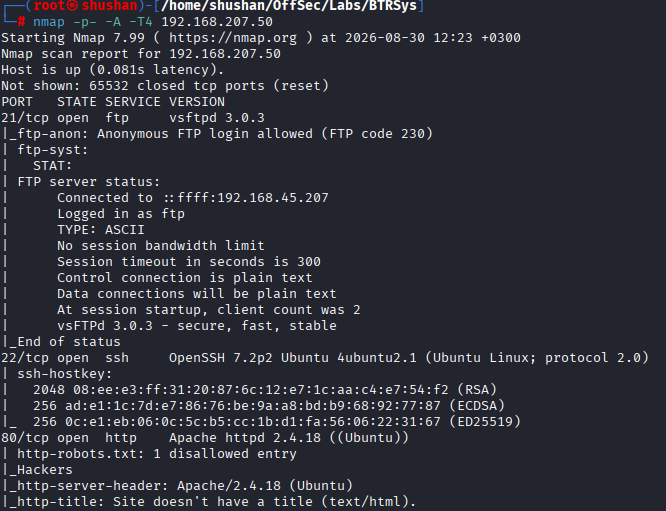 ┌──(root㉿shushan)-[/home/shushan/OffSec/Labs/BTRSys]
└─# nmap -p- -A -T4 192.168.207.50
Starting Nmap 7.99 ( https://nmap.org ) at 2026-08-30 12:23 +0300
Nmap scan report for 192.168.207.50
Host is up (0.081s latency).
Not shown: 65532 closed tcp ports (reset)
PORT   STATE SERVICE VERSION
21/tcp open  ftp     vsftpd 3.0.3
|_ftp-anon: Anonymous FTP login allowed (FTP code 230)
| ftp-syst:
|   STAT:
| FTP server status:
|      Connected to ::ffff:192.168.45.207
|      Logged in as ftp
|      TYPE: ASCII
|      No session bandwidth limit
|      Session timeout in seconds is 300
|      Control connection is plain text
|      Data connections will be plain text
|      At session startup, client count was 2
|      vsFTPd 3.0.3 - secure, fast, stable
|_End of status
22/tcp open  ssh     OpenSSH 7.2p2 Ubuntu 4ubuntu2.1 (Ubuntu Linux; protocol 2.0)
| ssh-hostkey:
|   2048 08:ee:e3:ff:31:20:87:6c:12:e7:1c:aa:c4:e7:54:f2 (RSA)
|   256 ad:e1:1c:7d:e7:86:76:be:9a:a8:bd:b9:68:92:77:87 (ECDSA)
|_  256 0c:e1:eb:06:0c:5c:b5:cc:1b:d1:fa:56:06:22:31:67 (ED25519)
80/tcp open  http    Apache httpd 2.4.18 ((Ubuntu))
| http-robots.txt: 1 disallowed entry
|_Hackers
|_http-server-header: Apache/2.4.18 (Ubuntu)
|_http-title: Site doesn't have a title (text/html).